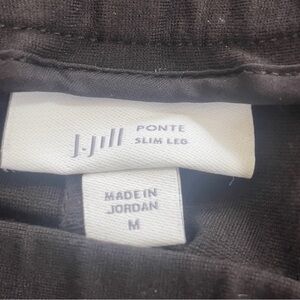 J.Jill PONTE
SLIM LEG
MADE IN
JORDAN
M